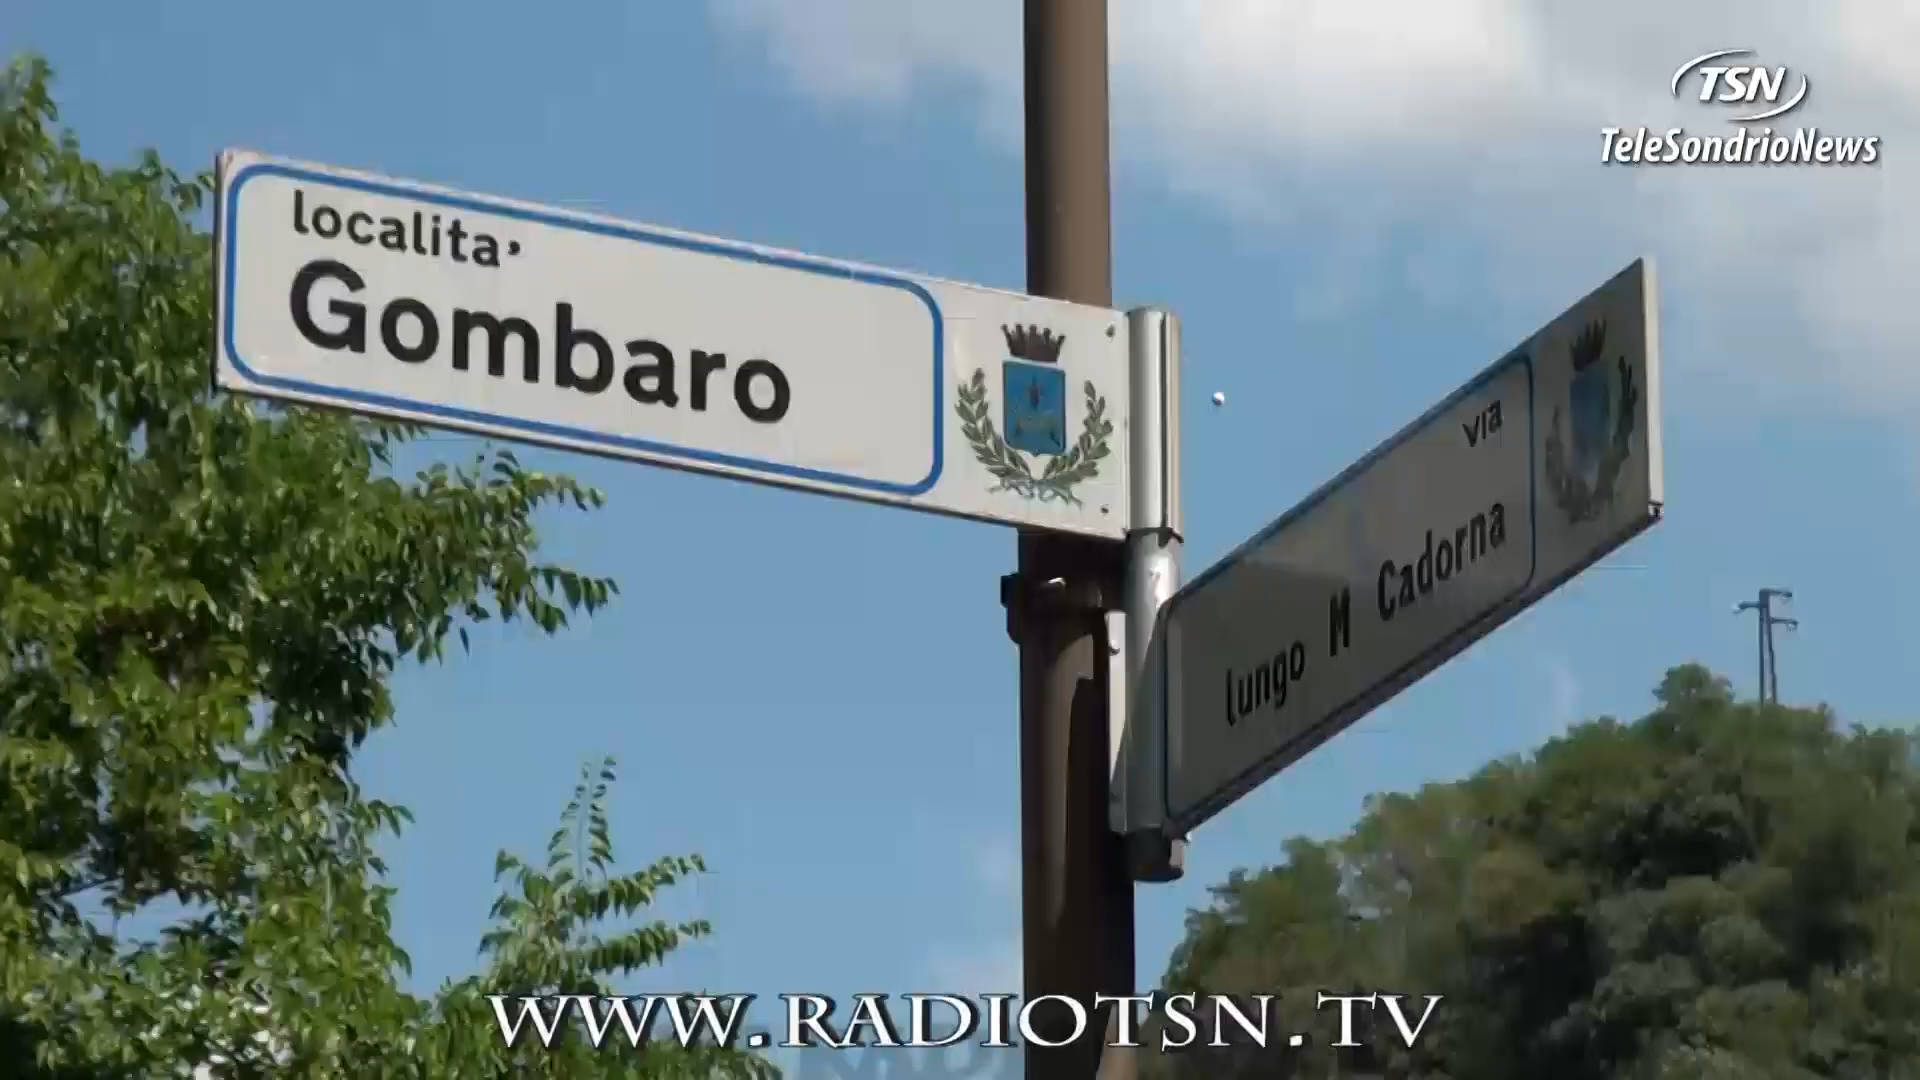 TSN
TeleSondrioNews
localita'
Gombaro
via
lungo M Cadorna
WWW.RADIOTSN.TV